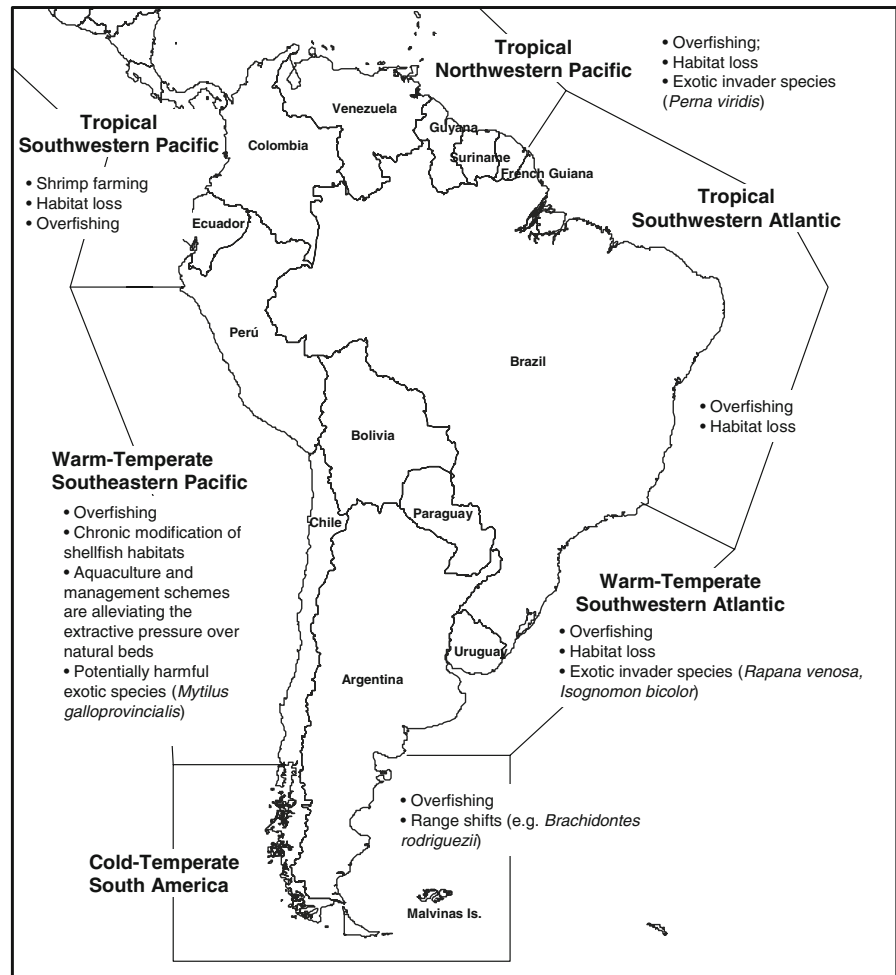 Tropical
Northwestern Pacific
• Overfishing;
• Habitat loss
• Exotic invader species
(Perna viridis)
Tropical
Southwestern Pacific
• Shrimp farming
• Habitat loss
• Overfishing
Venezuela
Guyana
Colombia
Suriname
French Guiana
Ecuador
Tropical
Southwestern Atlantic
Perú
Brazil
• Overfishing
• Habitat loss
Bolivia
Warm-Temperate
Southeastern Pacific
• Overfishing
• Chronic modification of
shellfish habitats
• Aquaculture and
management schemes
are alleviating the
extractive pressure over
natural beds
• Potentially harmful
exotic species (Mytilus
galloprovincialis)
Chile
Paraguay
Warm-Temperate
Southwestern Atlantic
• Overfishing
• Habitat loss
• Exotic invader species (Rapana venosa,
Isognomon bicolor)
Uruguay
Argentina
• Overfishing
• Range shifts (e.g. Brachidontes
rodriguezii)
Cold-Temperate
South America
Malvinas Is.